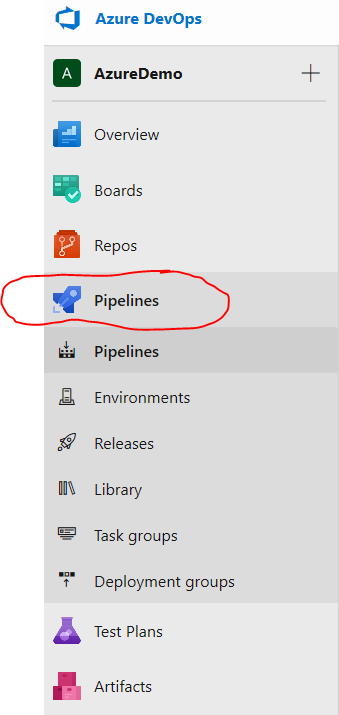 Azure DevOps
A AzureDemo
Overview
Boards
Repos
Pipelines
Pipelines
Environments
Releases
Library
Task groups
Deployment groups
Test Plans
Artifacts